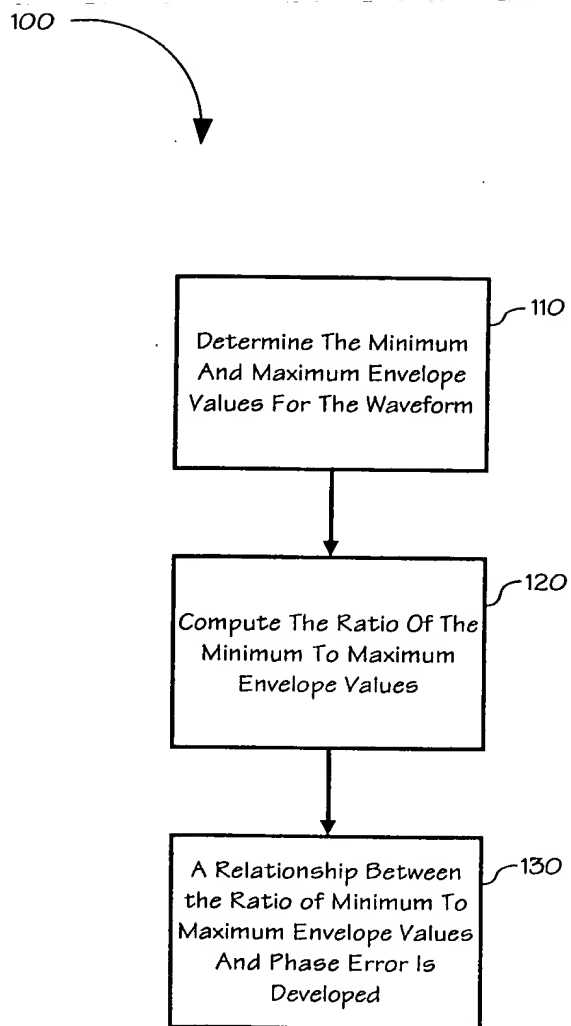 100
110
Determine The Minimum
And Maximum Envelope
Values For The Waveform
120
Compute The Ratio Of The
Minimum To Maximum
Envelope Values
130
A Relationship Between
the Ratio of Minimum To
Maximum Envelope Values
And Phase Error Is
Developed